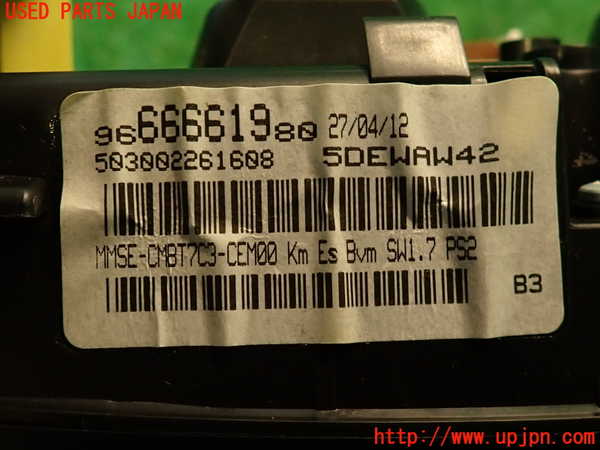 USED PARTS JAPAN
9666661980 27/04/12
503002261608 5DEWAW42
MMSE-CMBT7C3-CEM00 Km Es Bvm SW1.7 PS2
B3
http://www.upjpn.com/